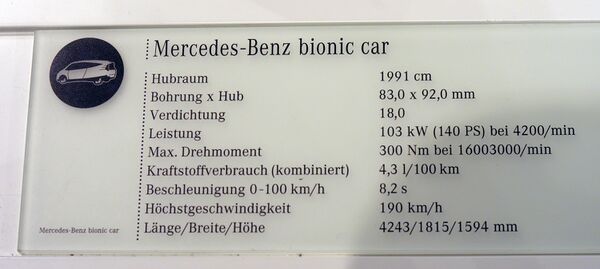 Mercedes-Benz bionic car
Hubraum 1991 cm
Bohrung x Hub 83,0 x 92,0 mm
Verdichtung 18,0
Leistung 103 kW (140 PS) bei 4200/min
Max. Drehmoment 300 Nm bei 16003000/min
Kraftstoffverbrauch (kombiniert) 4,3 l/100 km
Beschleunigung 0-100 km/h 8,2 s
Höchstgeschwindigkeit 190 km/h
Länge/Breite/Höhe 4243/1815/1594 mm
Mercedes-Benz bionic car